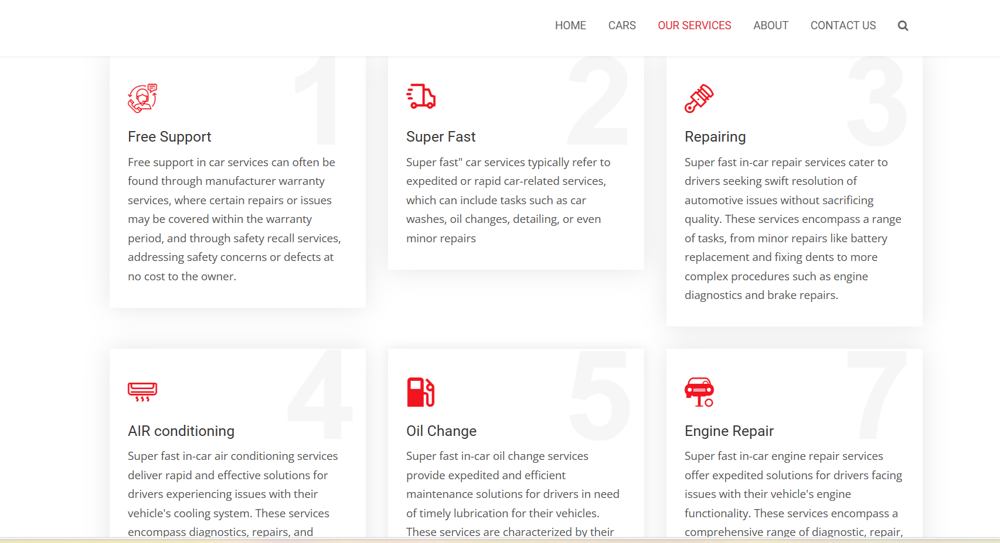 HOME CARS OUR SERVICES ABOUT CONTACT US
1
Free Support
Free support in car services can often be
found through manufacturer warranty
services, where certain repairs or issues
may be covered within the warranty
period, and through safety recall services,
addressing safety concerns or defects at
no cost to the owner.
2
Super Fast
Super fast" car services typically refer to
expedited or rapid car-related services,
which can include tasks such as car
washes, oil changes, detailing, or even
minor repairs
3
Repairing
Super fast in-car repair services cater to
drivers seeking swift resolution of
automotive issues without sacrificing
quality. These services encompass a range
of tasks, from minor repairs like battery
replacement and fixing dents to more
complex procedures such as engine
diagnostics and brake repairs.
4
AIR conditioning
Super fast in-car air conditioning services
deliver rapid and effective solutions for
drivers experiencing issues with their
vehicle's cooling system. These services
encompass diagnostics, repairs, and
5
Oil Change
Super fast in-car oil change services
provide expedited and efficient
maintenance solutions for drivers in need
of timely lubrication for their vehicles.
These services are characterized by their
7
Engine Repair
Super fast in-car engine repair services
offer expedited solutions for drivers facing
issues with their vehicle's engine
functionality. These services encompass a
comprehensive range of diagnostic, repair,